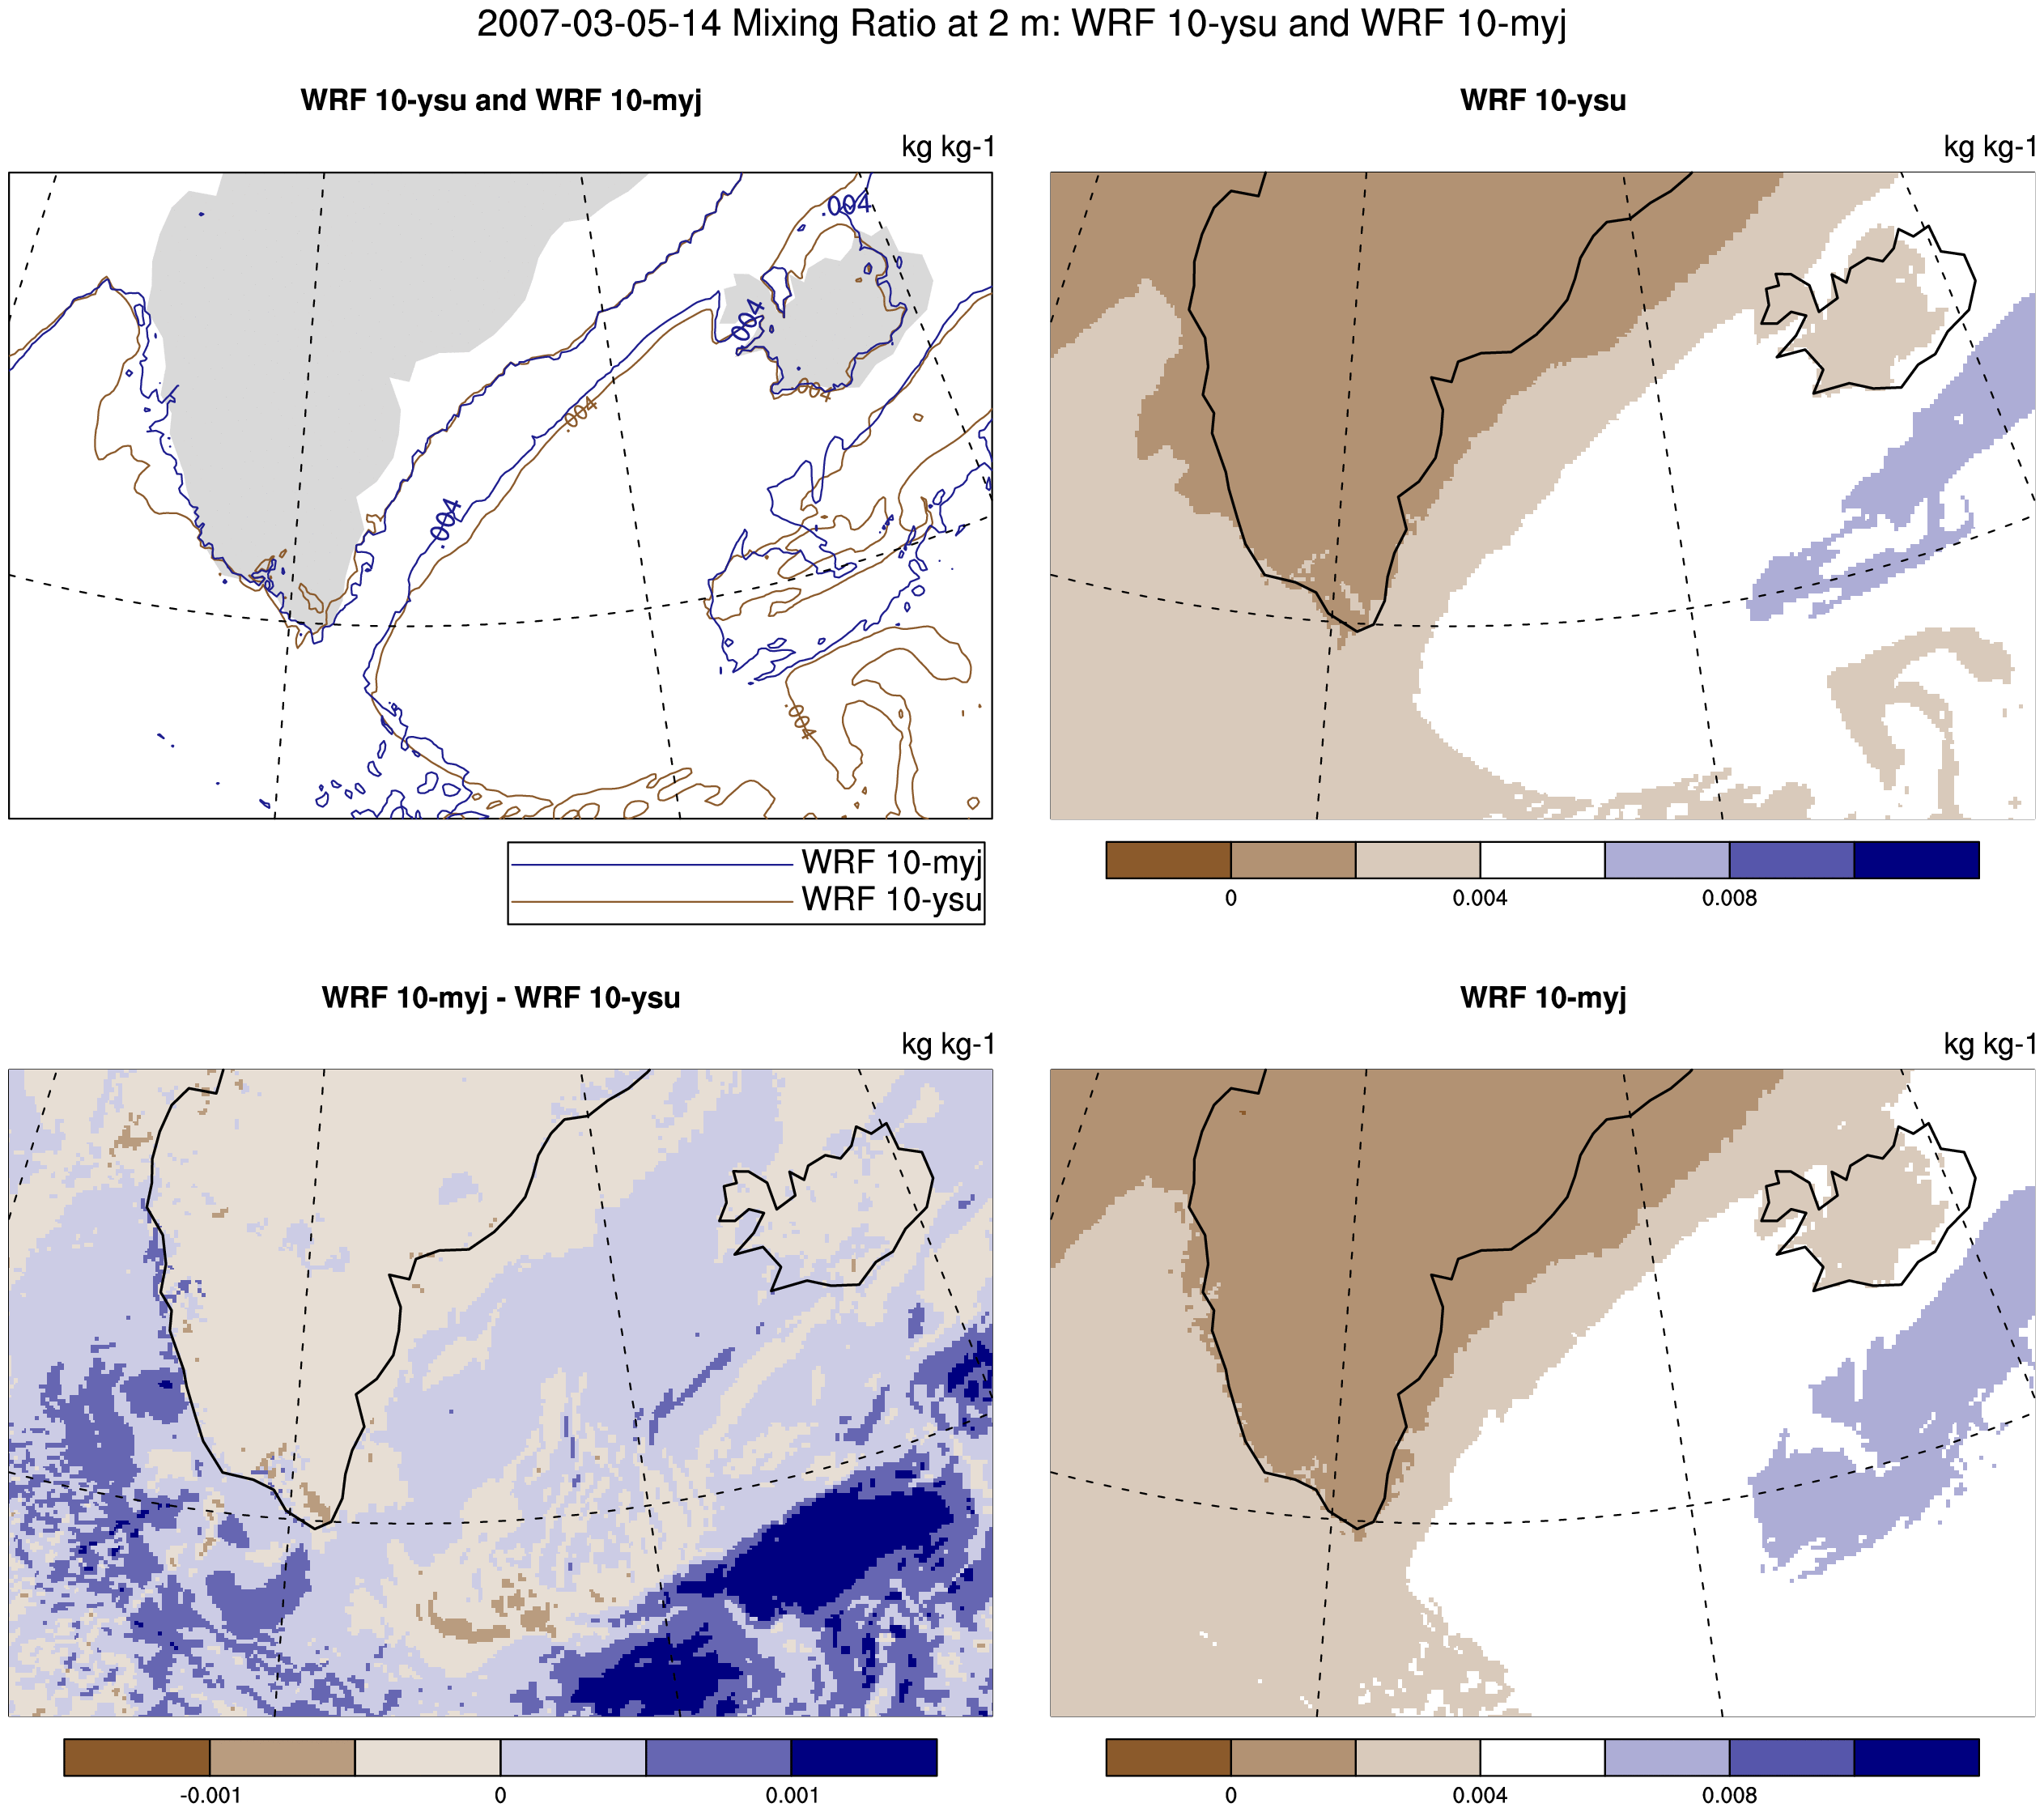 2007-03-05-14 Mixing Ratio at 2 m: WRF 10-ysu and WRF 10-myj
WRF 10-ysu and WRF 10-myj
kg kg-1
.004
.004
.004
.004
.004
.004
WRF 10-myj
WRF 10-ysu
WRF 10-ysu
kg kg-1
0
0.004
0.008
WRF 10-myj - WRF 10-ysu
kg kg-1
-0.001
0
0.001
WRF 10-myj
kg kg-1
0
0.004
0.008